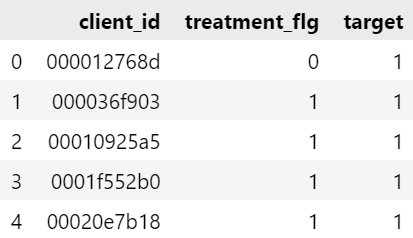 client_id treatment_flg target
0 000012768d 0 1
1 000036f903 1 1
2 00010925a5 1 1
3 0001f552b0 1 1
4 00020e7b18 1 1